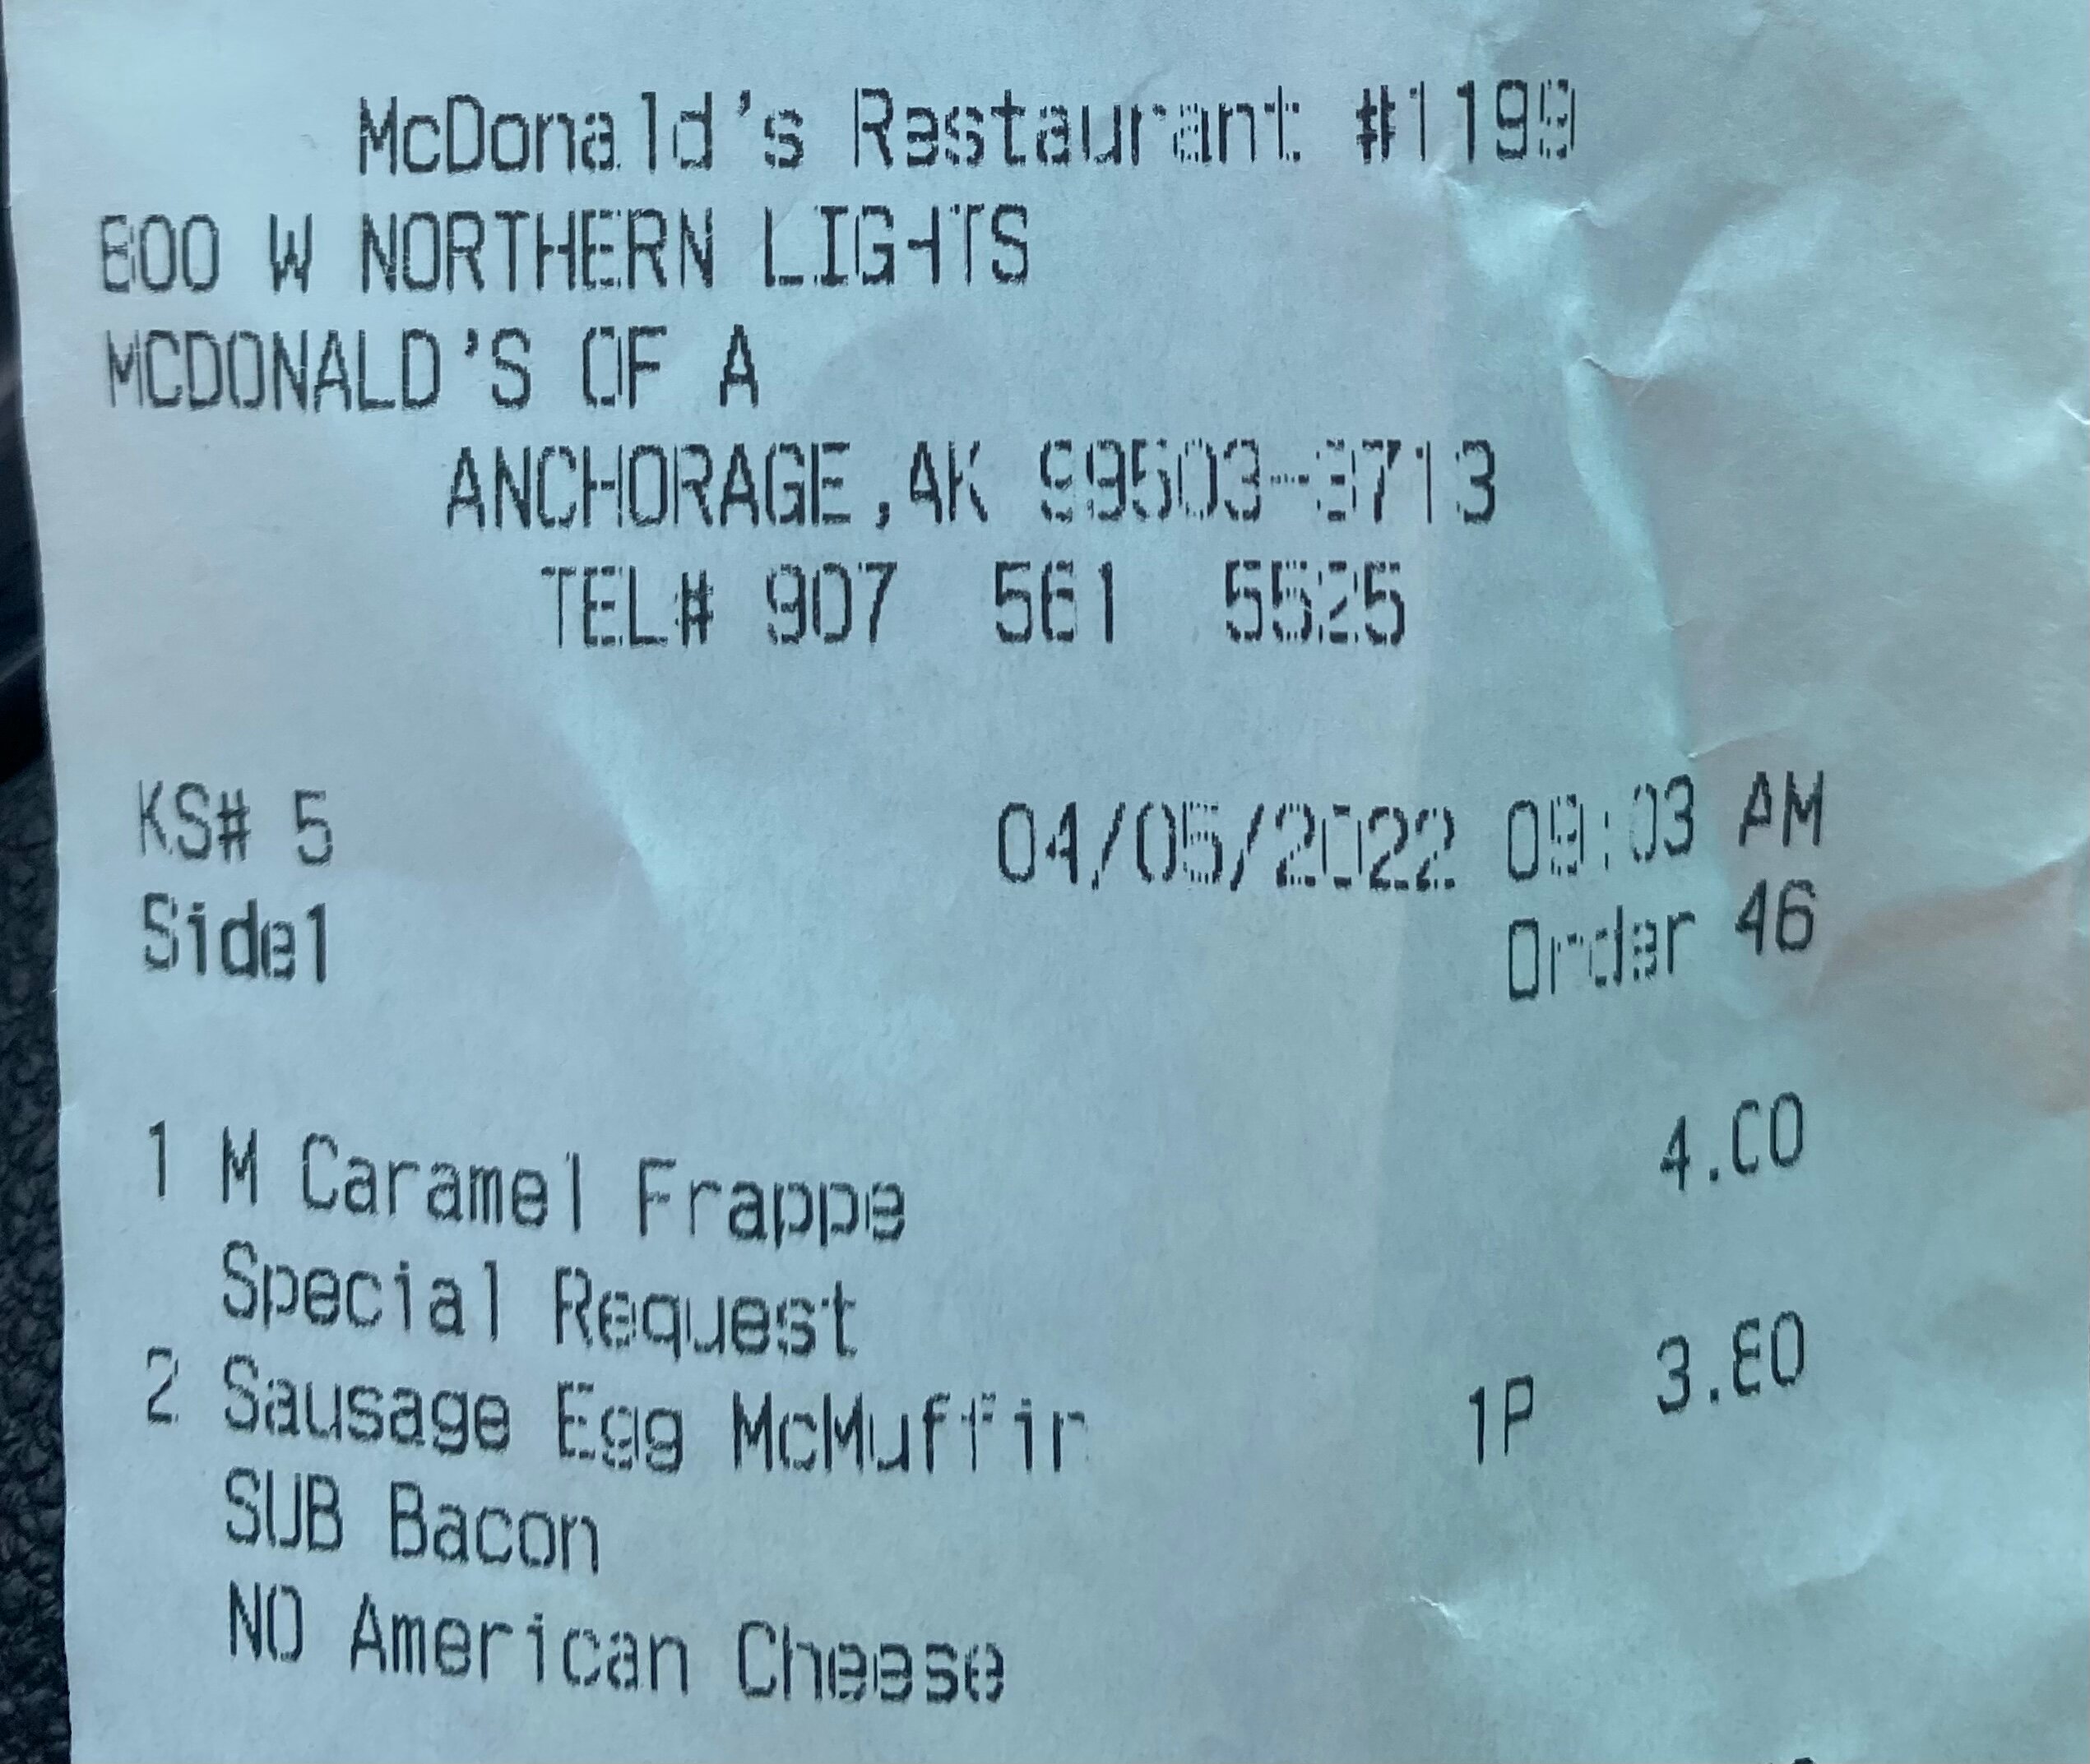 McDonald's Restaurant #1199
800 W NORTHERN LIGHTS
MCDONALD'S OF A
ANCHORAGE,AK 99503-3713
TEL# 907 561 5525
KS# 5 04/05/2022 09:03 AM
Side1 Order 46
1 M Caramel Frappe 4.00
Special Request
2 Sausage Egg McMuffin 1P 3.80
SUB Bacon
NO American Cheese